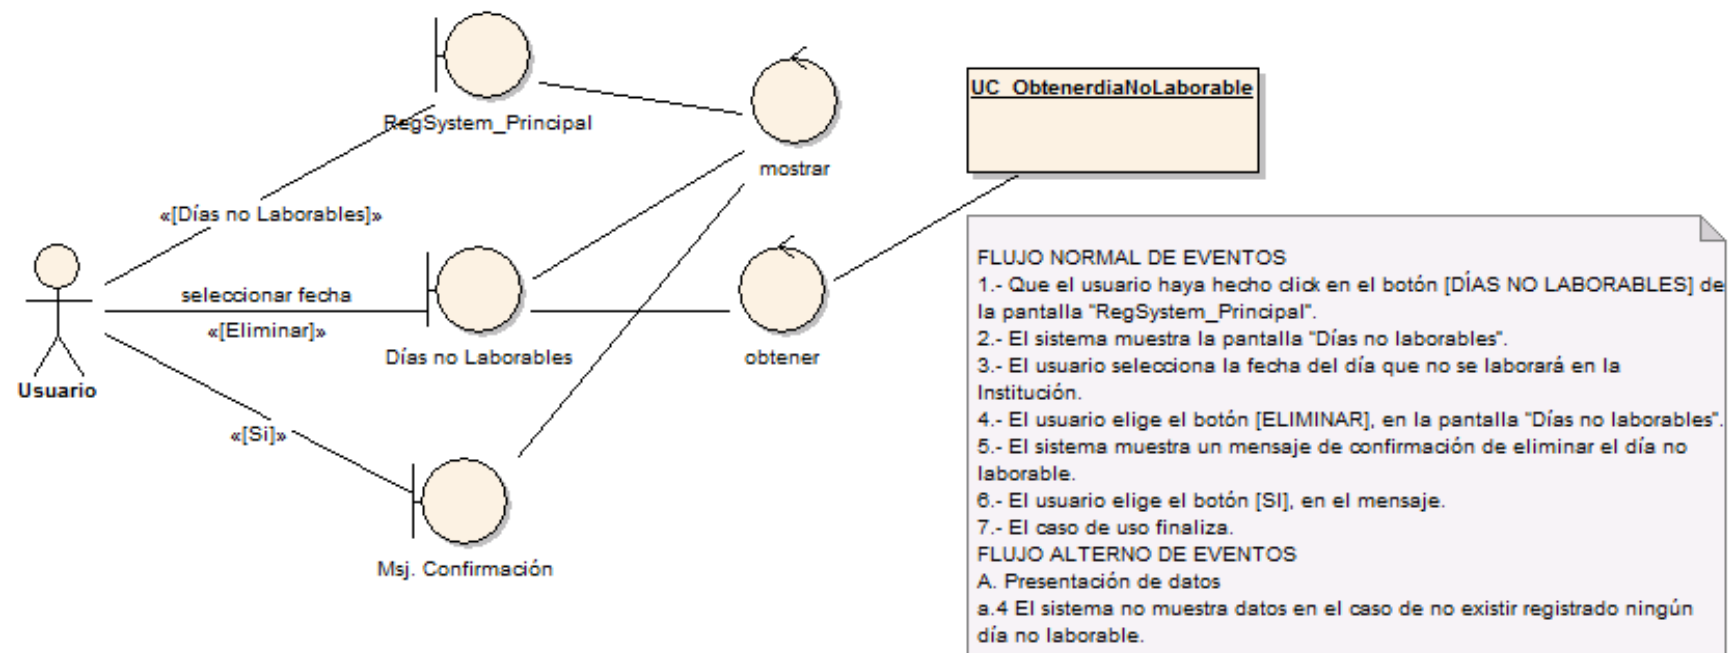 RegSystem_Principal
mostrar
UC_ObtenerdiaNoLaborable
«[Días no Laborables]»
Usuario
seleccionar fecha
«[Eliminar]»
Días no Laborables
obtener
«[Si]»
Msj. Confirmación
FLUJO NORMAL DE EVENTOS
1.- Que el usuario haya hecho click en el botón [DÍAS NO LABORABLES] de
la pantalla "RegSystem_Principal".
2.- El sistema muestra la pantalla "Días no laborables".
3.- El usuario selecciona la fecha del día que no se laborará en la
Institución.
4.- El usuario elige el botón [ELIMINAR], en la pantalla "Días no laborables".
5.- El sistema muestra un mensaje de confirmación de eliminar el día no
laborable.
6.- El usuario elige el botón [SI], en el mensaje.
7.- El caso de uso finaliza.
FLUJO ALTERNO DE EVENTOS
A. Presentación de datos
a.4 El sistema no muestra datos en el caso de no existir registrado ningún
día no laborable.